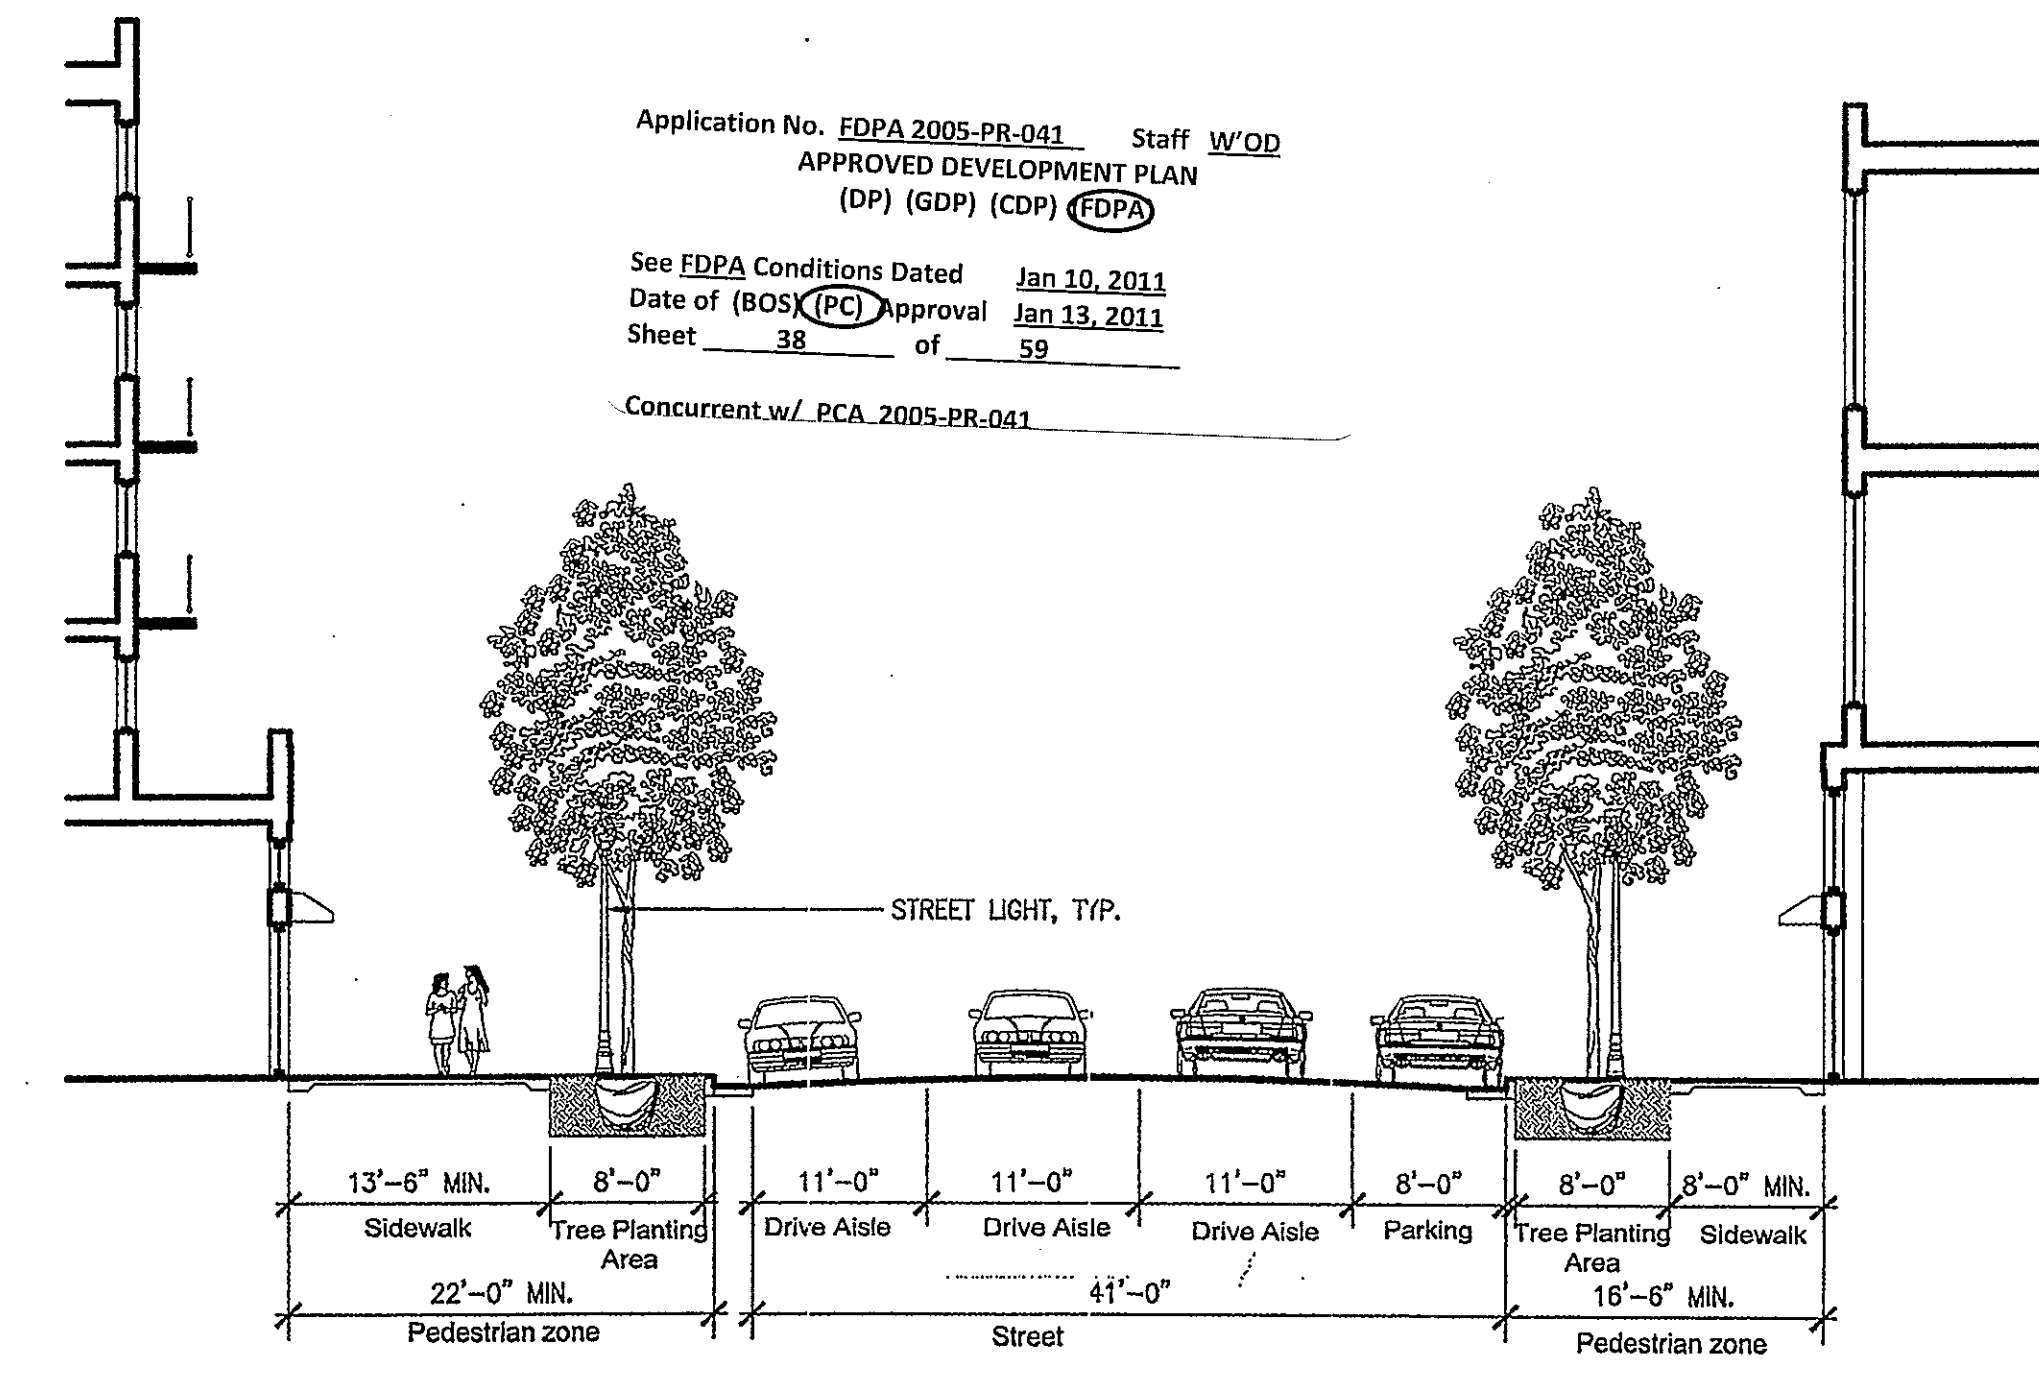 Application No. FDPA 2005-PR-041 Staff W'OD
APPROVED DEVELOPMENT PLAN
(DP) (GDP) (CDP) (FDPA)
See FDPA Conditions Dated Jan 10, 2011
Date of (BOS) (PC) Approval Jan 13, 2011
Sheet 38 of 59
Concurrent w/ PCA 2005-PR-041
STREET LIGHT, TYP.
13'-6" MIN. 8'-0" 11'-0" 11'-0" 11'-0" 8'-0" 8'-0" 8'-0" MIN.
Sidewalk Tree Planting Drive Aisle Drive Aisle Drive Aisle Parking Tree Planting Sidewalk
Area Area
22'-0" MIN. 41'-0" 16'-6" MIN.
Pedestrian zone Street Pedestrian zone